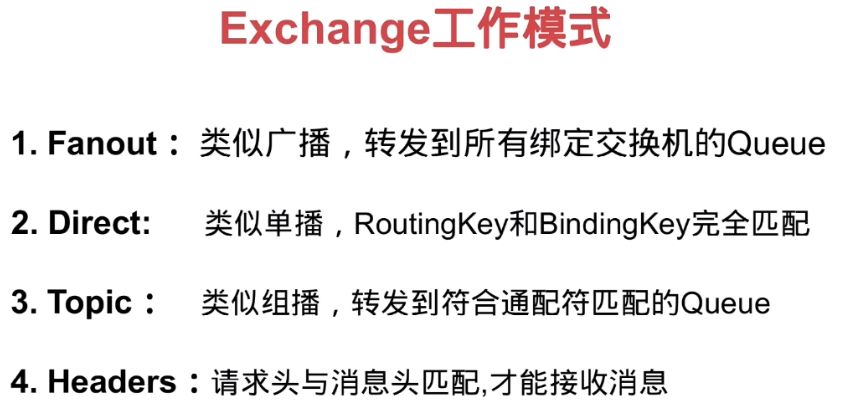 Exchange工作模式
1. Fanout： 类似广播，转发到所有绑定交换机的Queue
2. Direct: 类似单播，RoutingKey和BindingKey完全匹配
3. Topic： 类似组播，转发到符合通配符匹配的Queue
4. Headers：请求头与消息头匹配,才能接收消息